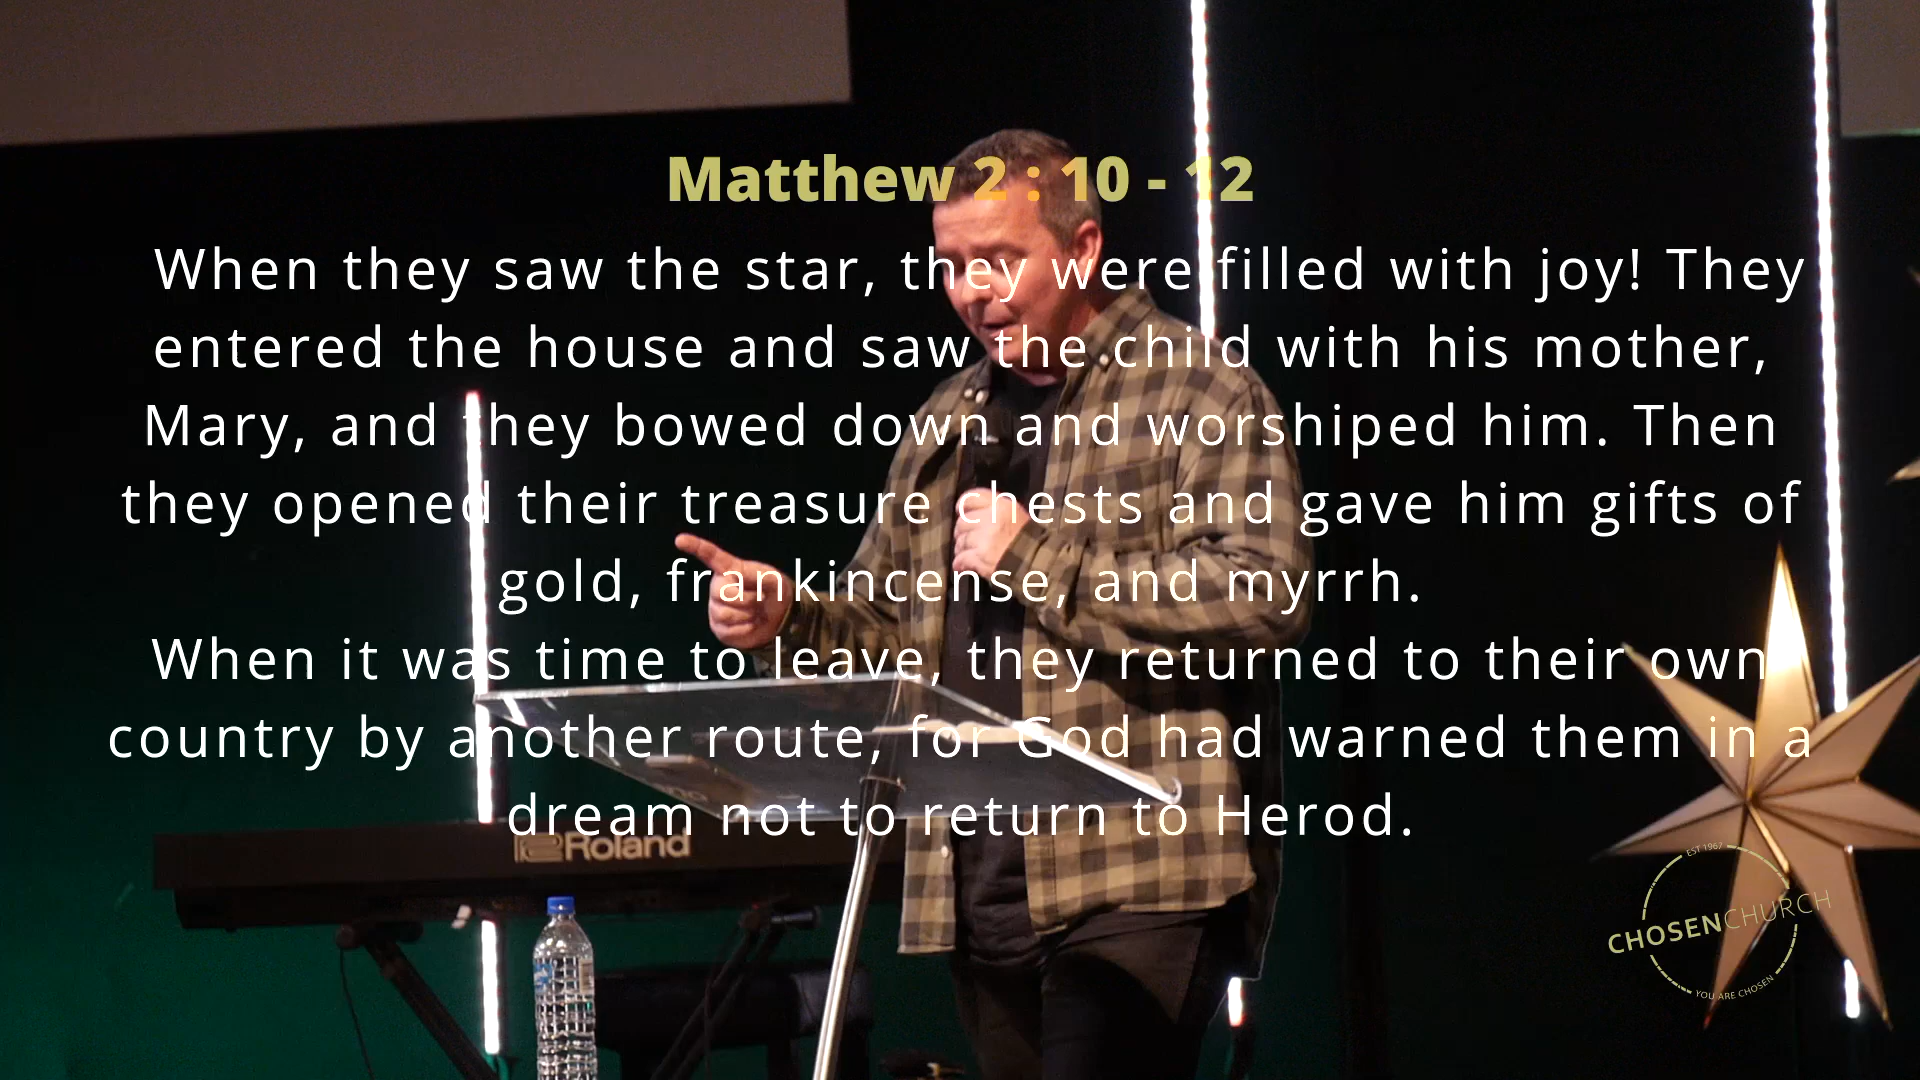 Matthew 2 : 10 - 12
When they saw the star, they were filled with joy! They
entered the house and saw the child with his mother,
Mary, and they bowed down and worshiped him. Then
they opened their treasure chests and gave him gifts of
gold, frankincense, and myrrh.
When it was time to leave, they returned to their own
country by another route, for God had warned them in a
dream not to return to Herod.
Roland
EST 1967
CHOSENCHURCH
YOU ARE CHOSEN